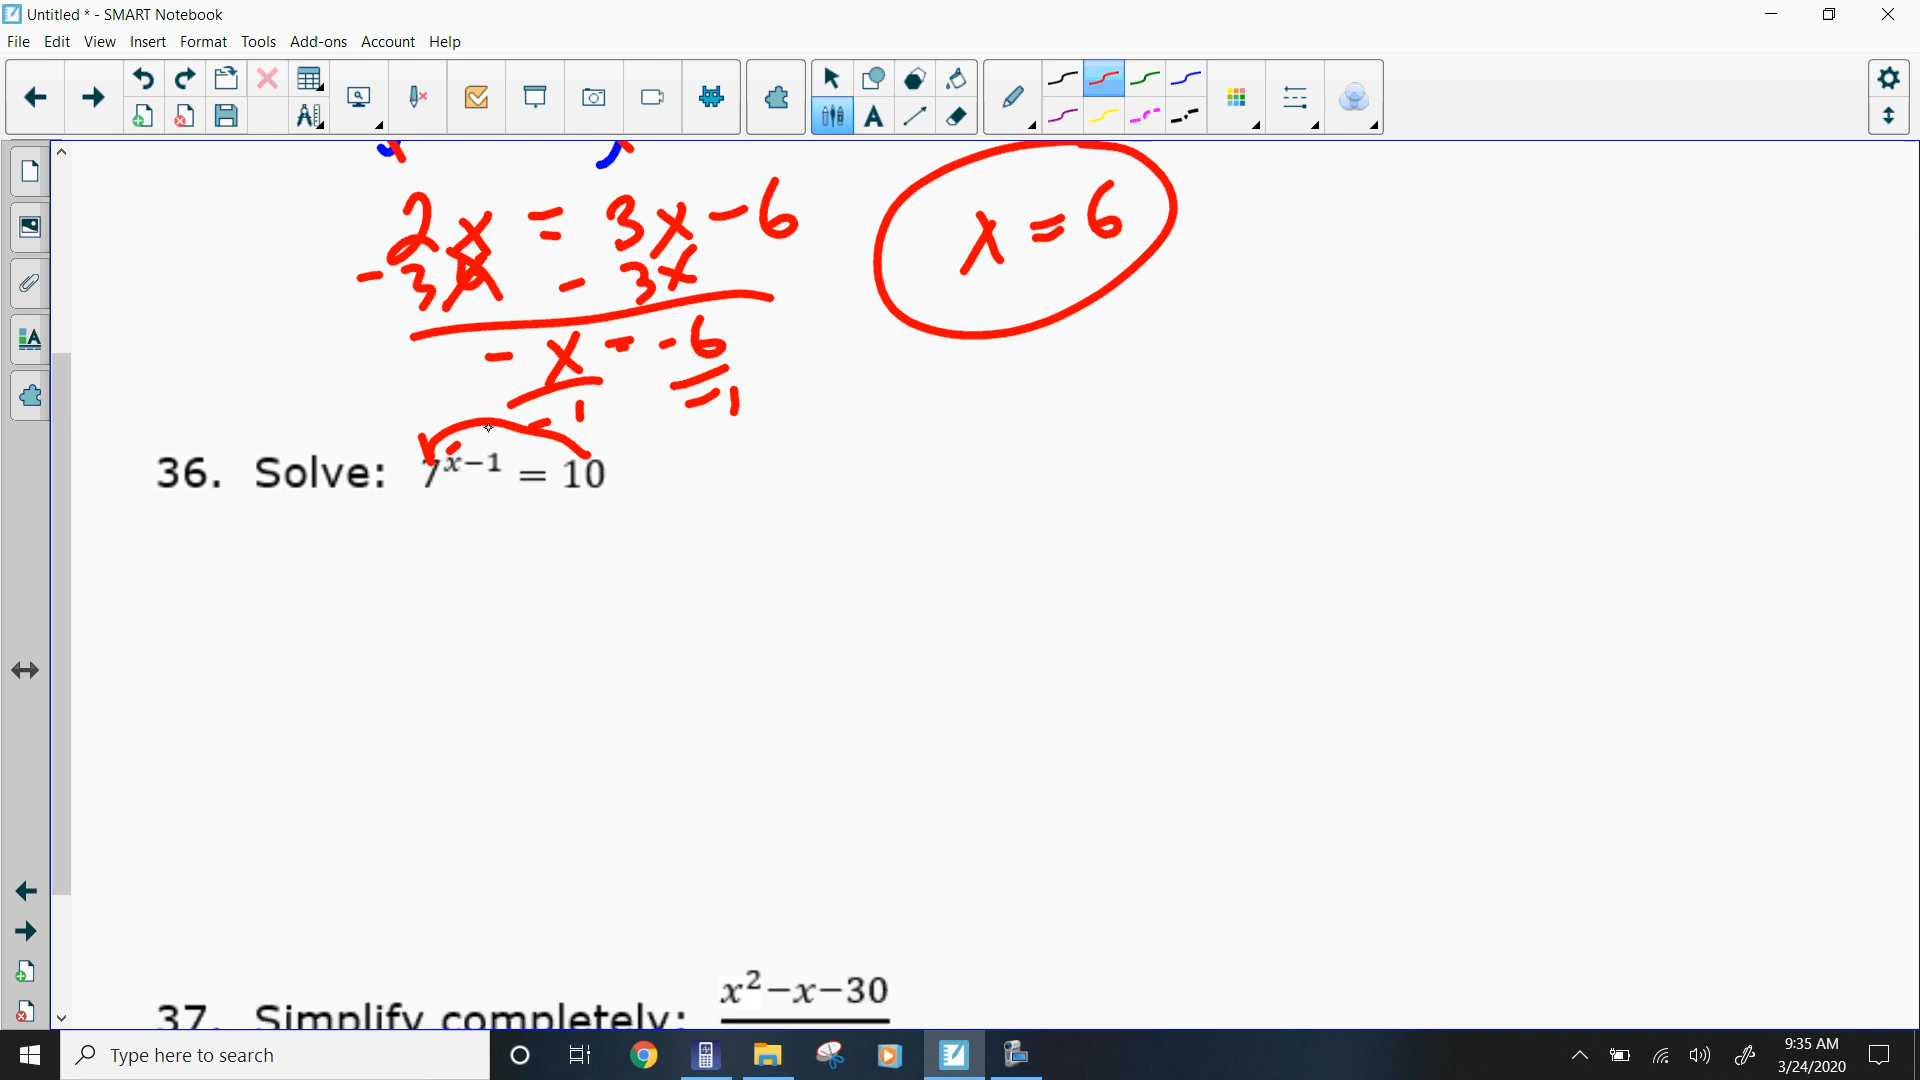 Untitled * - SMART Notebook
File Edit View Insert Format Tools Add-ons Account Help
2x = 3x - 6
x = 6
-3x - 3x
-x = -6
-1 -1
36. Solve: 7^{x-1} = 10
x²-x-30
37. Simplify completely:
Type here to search
9:35 AM
3/24/2020